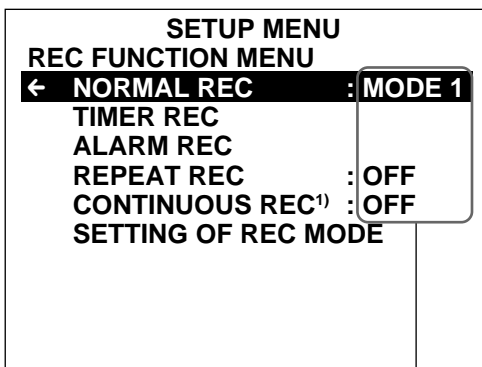 SETUP MENU
REC FUNCTION MENU
← NORMAL REC : MODE 1
TIMER REC
ALARM REC
REPEAT REC : OFF
CONTINUOUS REC1) : OFF
SETTING OF REC MODE